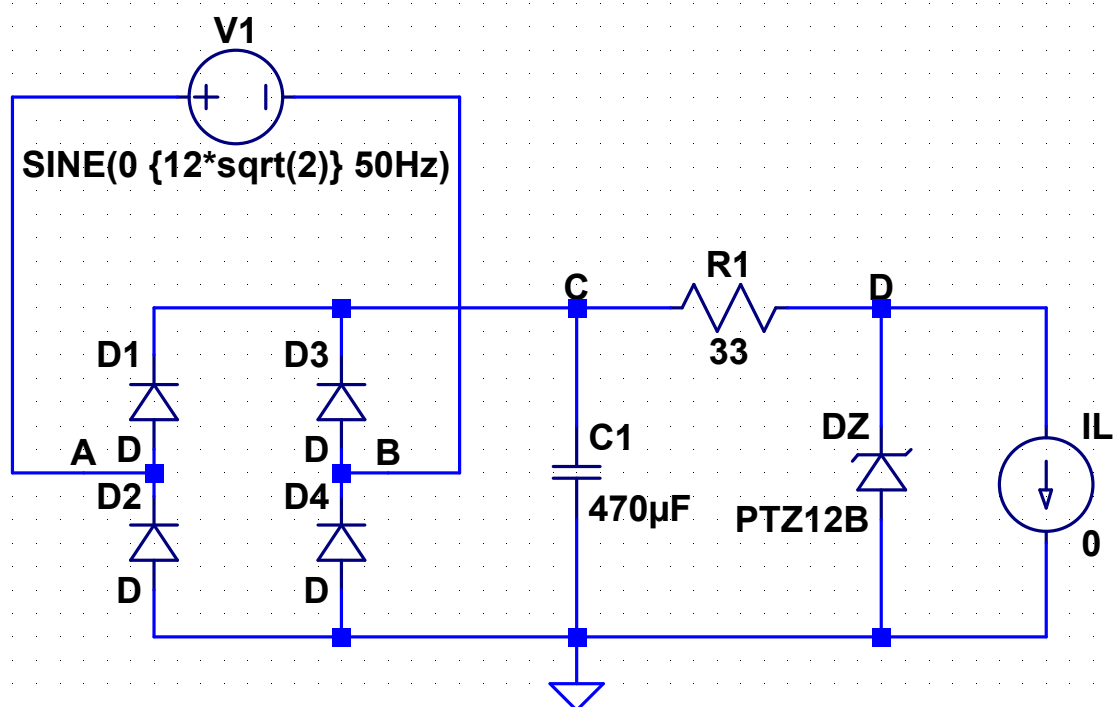 V1
SINE(0 {12*sqrt(2)} 50Hz)
R1
C
D
33
D1
D3
DZ
IL
C1
A
D
D
B
D2
D4
470µF
PTZ12B
0
D
D